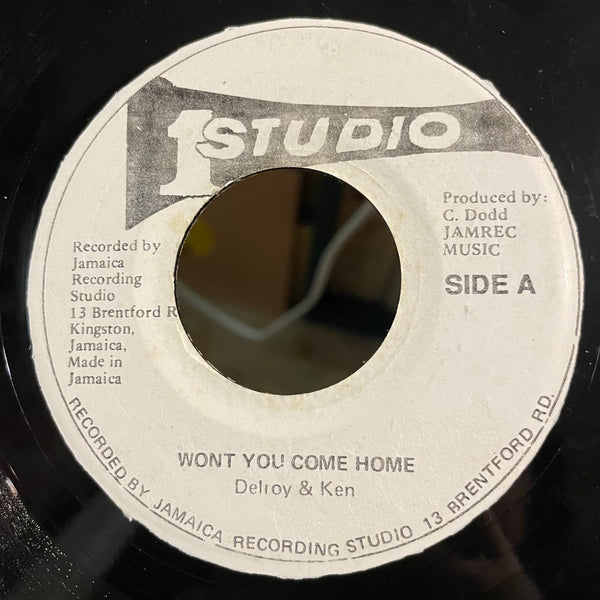 1 STUDIO
Produced by:
C. Dodd
JAMREC
MUSIC
SIDE A
Recorded by
Jamaica
Recording
Studio
13 Brentford R
Kingston,
Jamaica,
Made in
Jamaica
WONT YOU COME HOME
Delroy & Ken
RECORDED BY JAMAICA RECORDING STUDIO 13 BRENTFORD RD.